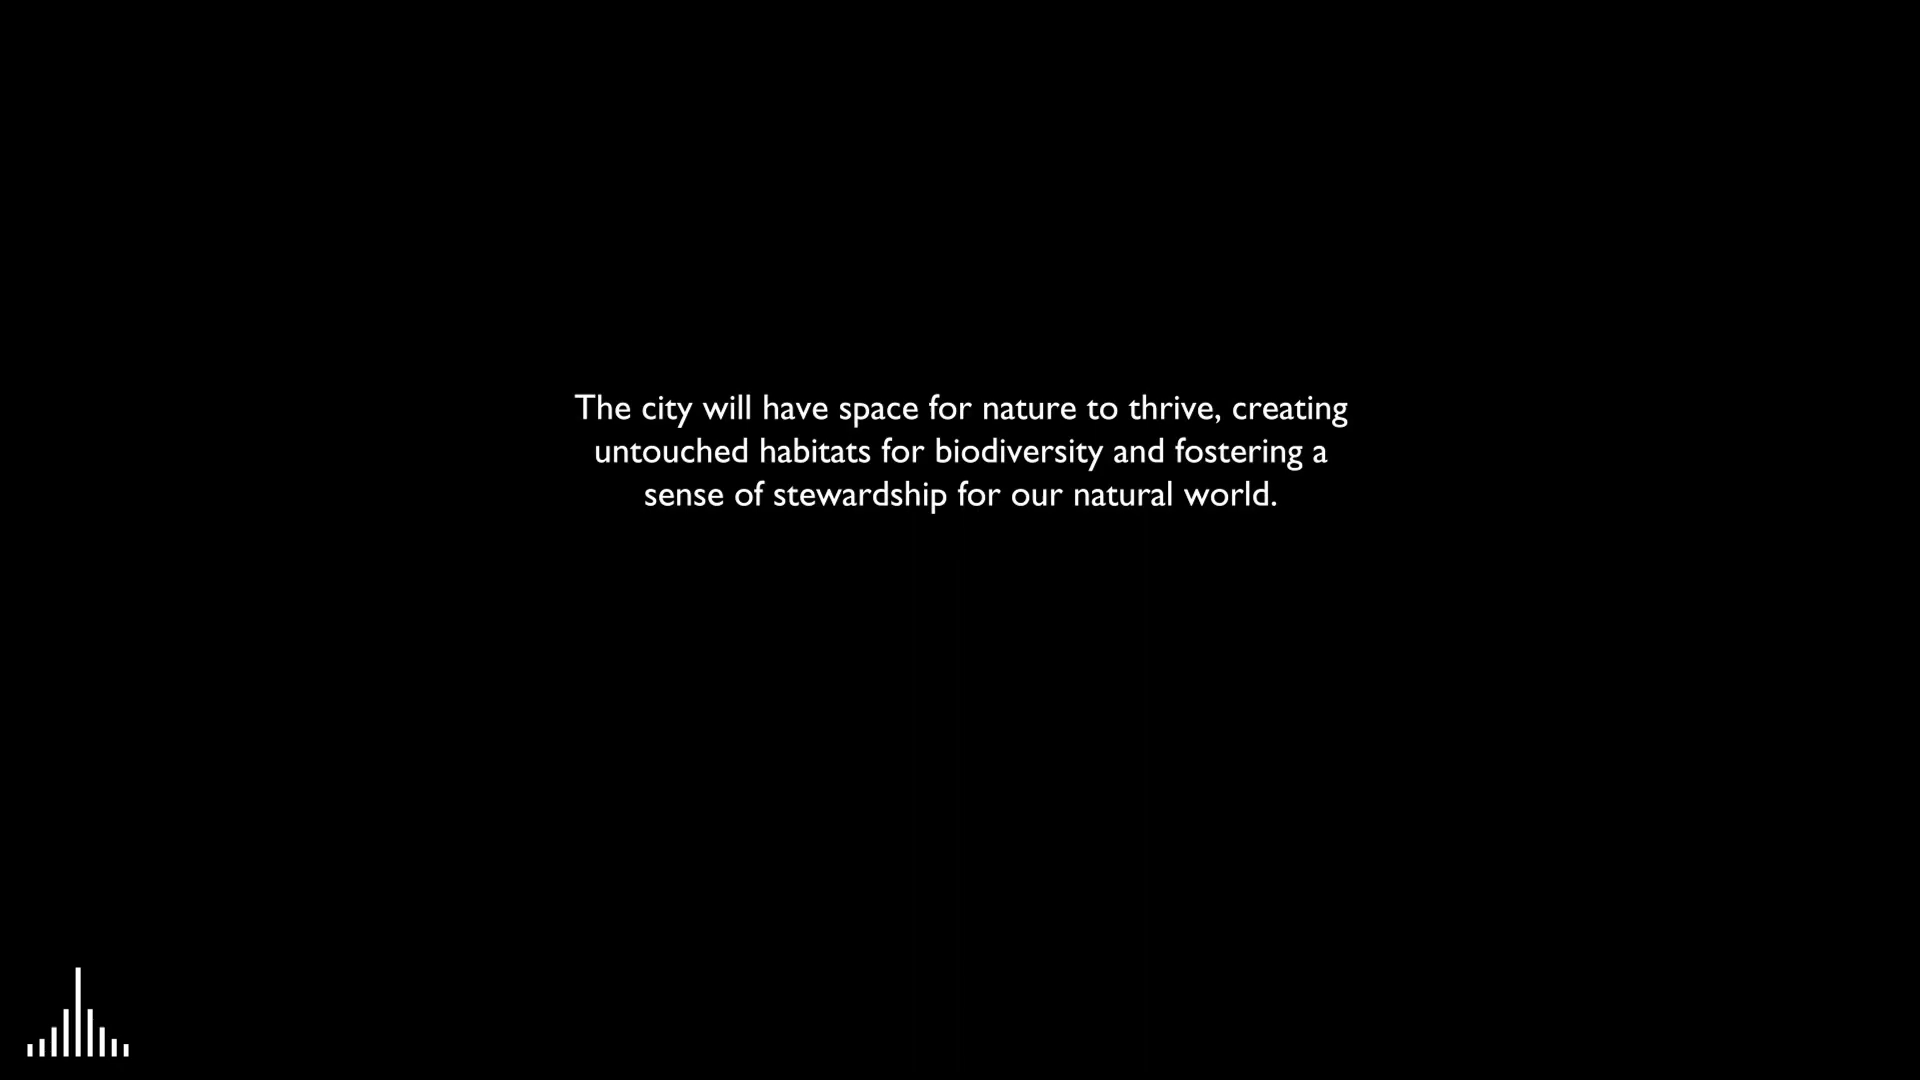 The city will have space for nature to thrive, creating
untouched habitats for biodiversity and fostering a
sense of stewardship for our natural world.